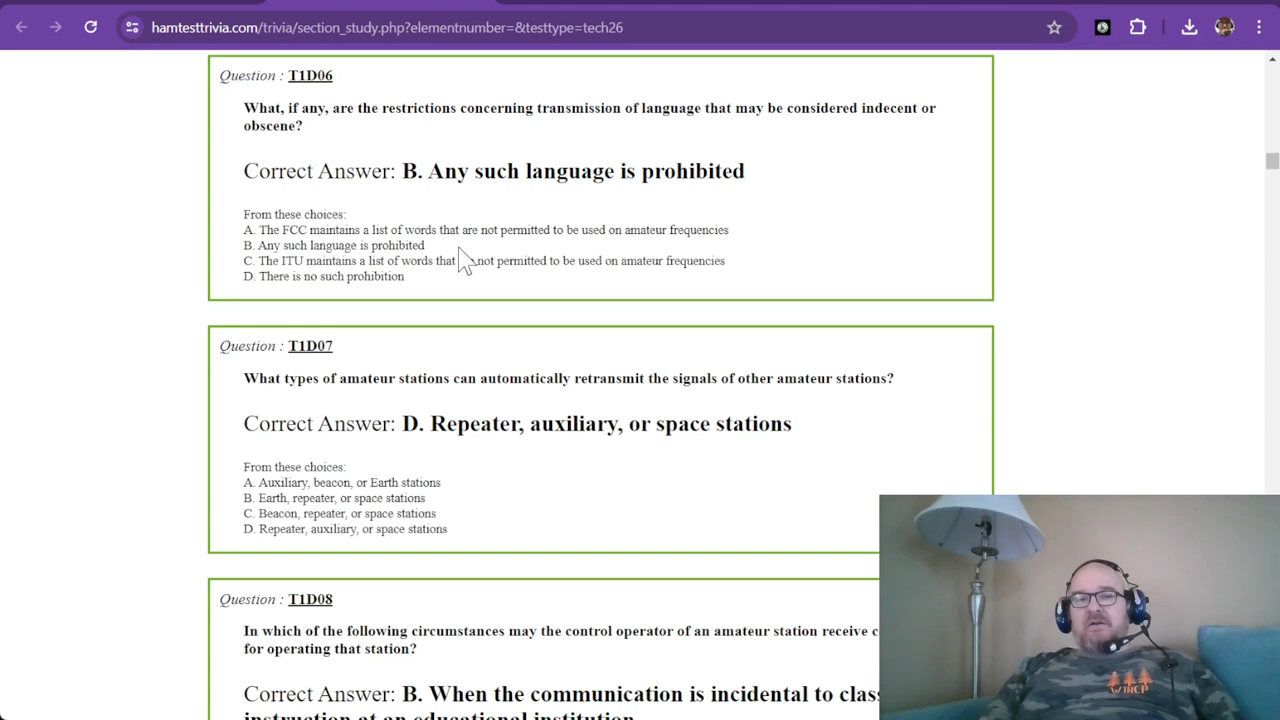 hamtesttrivia.com/trivia/section_study.php?elementnumber=&testtype=tech26
Question : T1D06
What, if any, are the restrictions concerning transmission of language that may be considered indecent or
obscene?
Correct Answer: B. Any such language is prohibited
From these choices:
A. The FCC maintains a list of words that are not permitted to be used on amateur frequencies
B. Any such language is prohibited
C. The ITU maintains a list of words that not permitted to be used on amateur frequencies
D. There is no such prohibition
Question : T1D07
What types of amateur stations can automatically retransmit the signals of other amateur stations?
Correct Answer: D. Repeater, auxiliary, or space stations
From these choices:
A. Auxiliary, beacon, or Earth stations
B. Earth, repeater, or space stations
C. Beacon, repeater, or space stations
D. Repeater, auxiliary, or space stations
Question : T1D08
In which of the following circumstances may the control operator of an amateur station receive
for operating that station?
Correct Answer: B. When the communication is incidental to
instruction at an educational institution
W1RCP